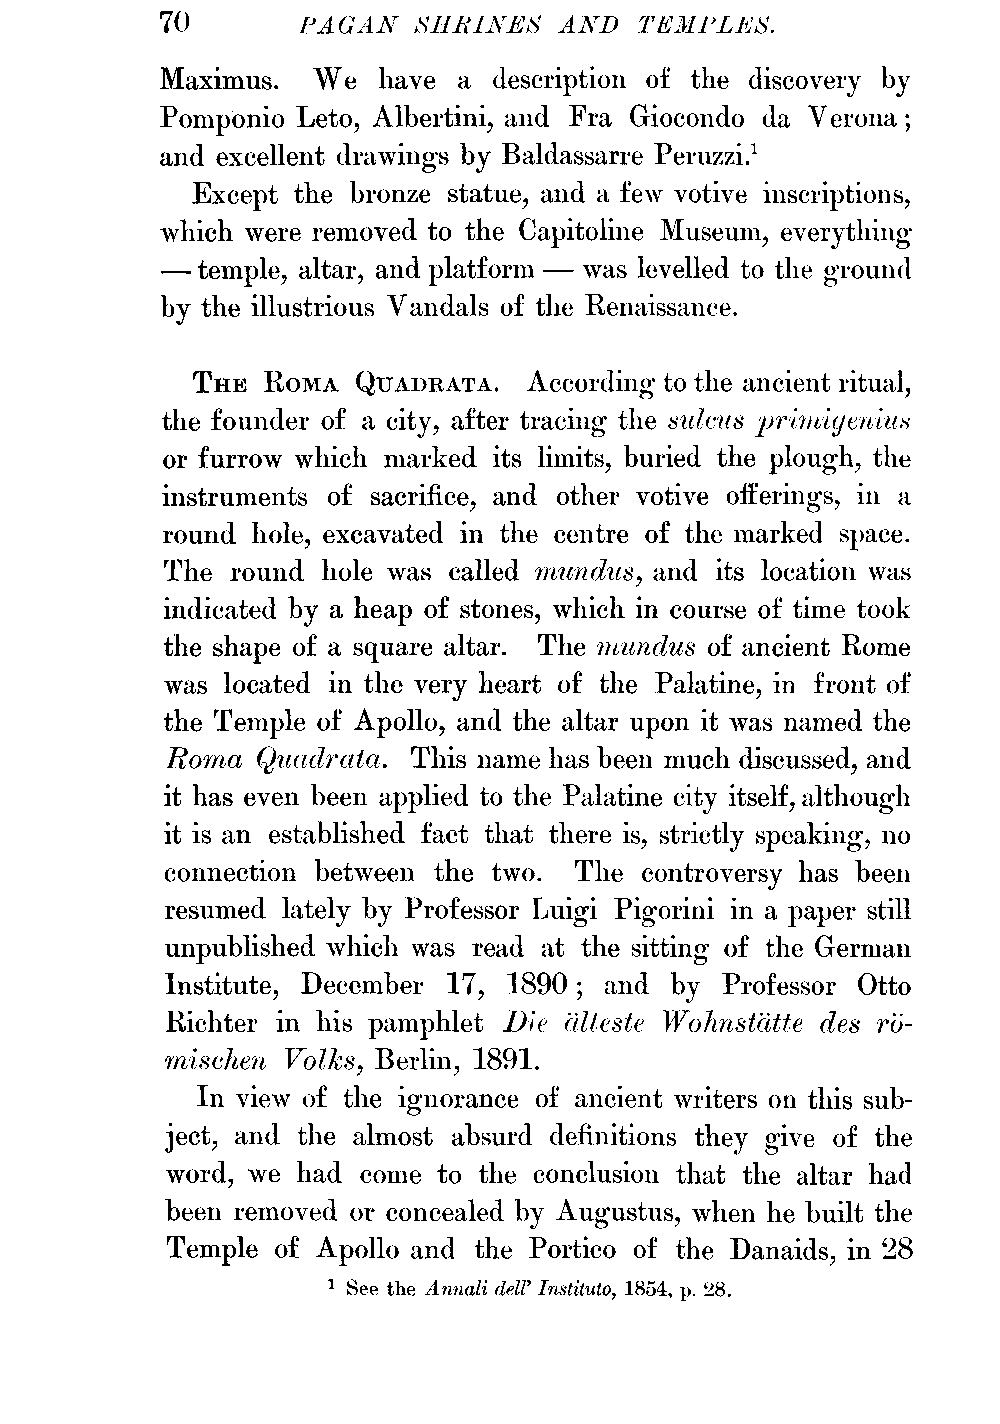 70 PAGAN SHRINES AND TEMPLES.
Maximus. We have a description of the discovery by
Pomponio Leto, Albertini, and Fra Giocondo da Verona;
and excellent drawings by Baldassarre Peruzzi.¹
Except the bronze statue, and a few votive inscriptions,
which were removed to the Capitoline Museum, everything
— temple, altar, and platform — was levelled to the ground
by the illustrious Vandals of the Renaissance.
THE ROMA QUADRATA. According to the ancient ritual,
the founder of a city, after tracing the sulcus primigenius
or furrow which marked its limits, buried the plough, the
instruments of sacrifice, and other votive offerings, in a
round hole, excavated in the centre of the marked space.
The round hole was called mundus, and its location was
indicated by a heap of stones, which in course of time took
the shape of a square altar. The mundus of ancient Rome
was located in the very heart of the Palatine, in front of
the Temple of Apollo, and the altar upon it was named the
Roma Quadrata. This name has been much discussed, and
it has even been applied to the Palatine city itself, although
it is an established fact that there is, strictly speaking, no
connection between the two. The controversy has been
resumed lately by Professor Luigi Pigorini in a paper still
unpublished which was read at the sitting of the German
Institute, December 17, 1890; and by Professor Otto
Richter in his pamphlet Die älteste Wohnstätte des rö-
mischen Volks, Berlin, 1891.
In view of the ignorance of ancient writers on this sub-
ject, and the almost absurd definitions they give of the
word, we had come to the conclusion that the altar had
been removed or concealed by Augustus, when he built the
Temple of Apollo and the Portico of the Danaids, in 28
¹ See the Annali dell' Instituto, 1854, p. 28.